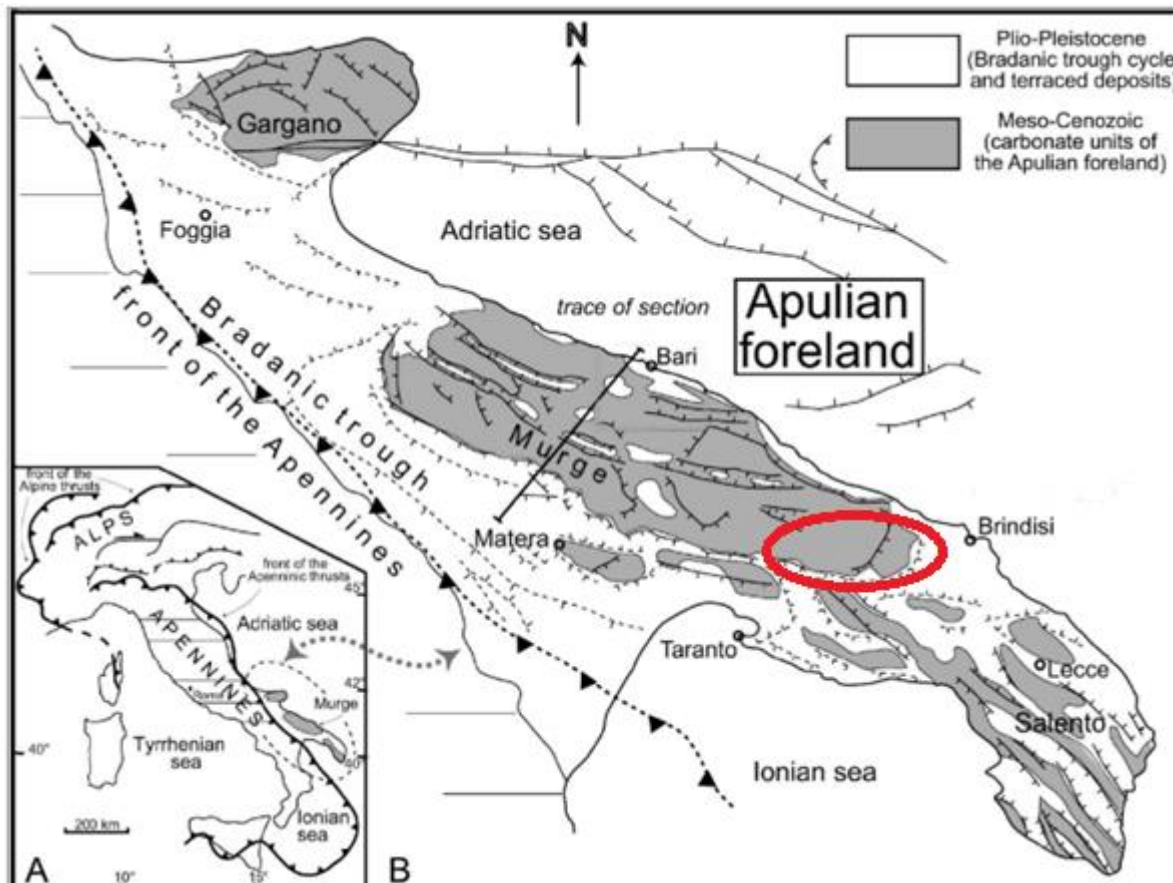 N
Plio-Pleistocene
(Bradanic trough cycle
and terraced deposits)
Meso-Cenozoic
(carbonate units of
the Apulian foreland)
Gargano
Foggia
Adriatic sea
Apulian
foreland
trace of section
Bari
Bradanic trough
front of the Apennines
Murge
Matera
Brindisi
Taranto
Lecce
Salento
Ionian sea
front of the
Alpine thrusts
ALPS
front of the
Apenninic thrusts
45°
Adriatic sea
APENNINES
Rome
42°
Murge
40°
40°
Tyrrhenian
sea
Ionian
sea
200 km
A
10°
15°
B